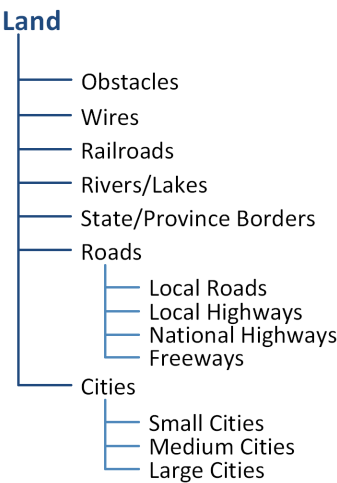 Land
Obstacles
Wires
Railroads
Rivers/Lakes
State/Province Borders
Roads
Local Roads
Local Highways
National Highways
Freeways
Cities
Small Cities
Medium Cities
Large Cities